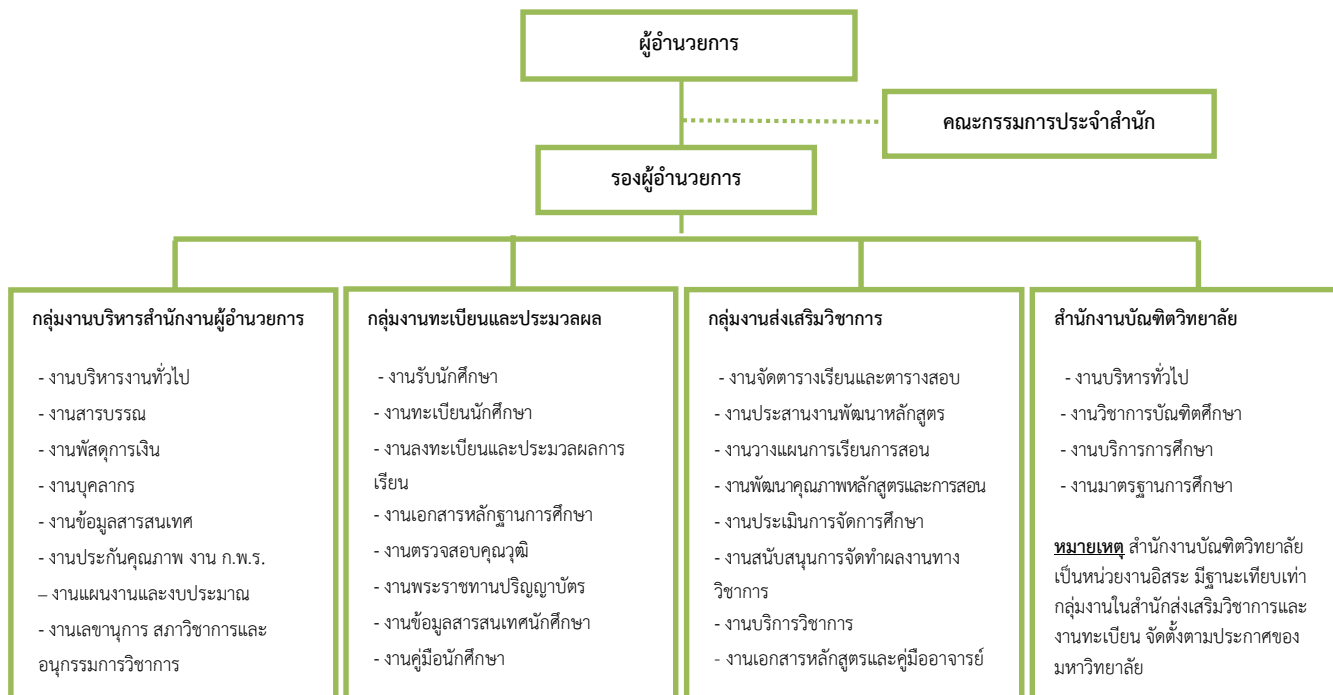 ผู้อำนวยการ
คณะกรรมการประจำสำนัก
รองผู้อำนวยการ
กลุ่มงานบริหารสำนักงานผู้อำนวยการ
- งานบริหารงานทั่วไป
- งานสารบรรณ
- งานพัสดุการเงิน
- งานบุคลากร
- งานข้อมูลสารสนเทศ
- งานประกันคุณภาพ งาน ก.พ.ร.
– งานแผนงานและงบประมาณ
- งานเลขานุการ สภาวิชาการและ
อนุกรรมการวิชาการ
กลุ่มงานทะเบียนและประมวลผล
- งานรับนักศึกษา
- งานทะเบียนนักศึกษา
- งานลงทะเบียนและประมวลผลการ
เรียน
- งานเอกสารหลักฐานการศึกษา
- งานตรวจสอบคุณวุฒิ
- งานพระราชทานปริญญาบัตร
- งานข้อมูลสารสนเทศนักศึกษา
- งานคู่มือนักศึกษา
กลุ่มงานส่งเสริมวิชาการ
- งานจัดตารางเรียนและตารางสอบ
- งานประสานงานพัฒนาหลักสูตร
- งานวางแผนการเรียนการสอน
- งานพัฒนาคุณภาพหลักสูตรและการสอน
- งานประเมินการจัดการศึกษา
- งานสนับสนุนการจัดทำผลงานทาง
วิชาการ
- งานบริการวิชาการ
- งานเอกสารหลักสูตรและคู่มืออาจารย์
สำนักงานบัณฑิตวิทยาลัย
- งานบริหารทั่วไป
- งานวิชาการบัณฑิตศึกษา
- งานบริการการศึกษา
- งานมาตรฐานการศึกษา
หมายเหตุ สำนักงานบัณฑิตวิทยาลัย
เป็นหน่วยงานอิสระ มีฐานะเทียบเท่า
กลุ่มงานในสำนักส่งเสริมวิชาการและ
งานทะเบียน จัดตั้งตามประกาศของ
มหาวิทยาลัย